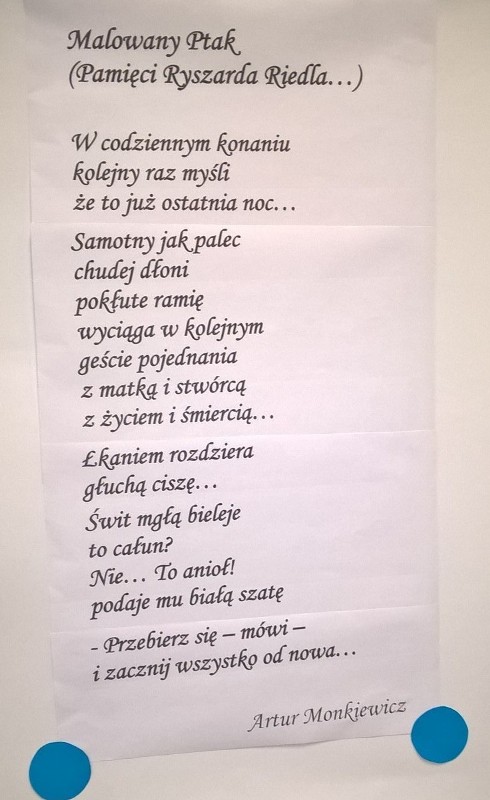 Malowany Ptak
(Pamięci Ryszarda Riedla…)
W codziennym konaniu
kolejny raz myśli
że to już ostatnia noc…
Samotny jak palec
chudej dłoni
pokłute ramię
wyciąga w kolejnym
geście pojednania
z matką i stwórcą
z życiem i śmiercią…
Łkaniem rozdziera
głuchą ciszę…
Świt mgłą bieleje
to całun?
Nie… To anioł!
podaje mu białą szatę
- Przebierz się – mówi –
i zacznij wszystko od nowa…
Artur Monkiewicz